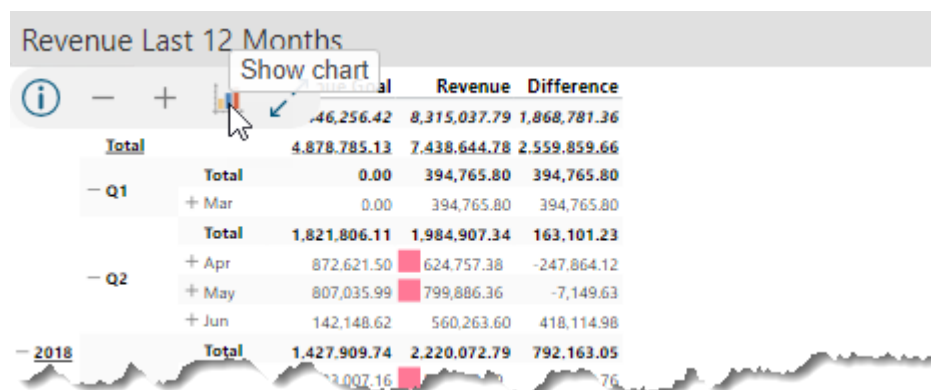 Revenue Last 12 Months
Show chart
Revenue Difference
46,256.42 8,315,037.79 1,868,781.36
Total 4,878,785.13 7,438,644.78 2,559,859.66
Total 0.00 394,765.80 394,765.80
− Q1
+ Mar 0.00 394,765.80 394,765.80
Total 1,821,806.11 1,984,907.34 163,101.23
+ Apr 872,621.50 624,757.38 -247,864.12
− Q2
+ May 807,035.99 799,886.36 -7,149.63
+ Jun 142,148.62 560,263.60 418,114.98
− 2018 Total 1,427,909.74 2,220,072.79 792,163.05